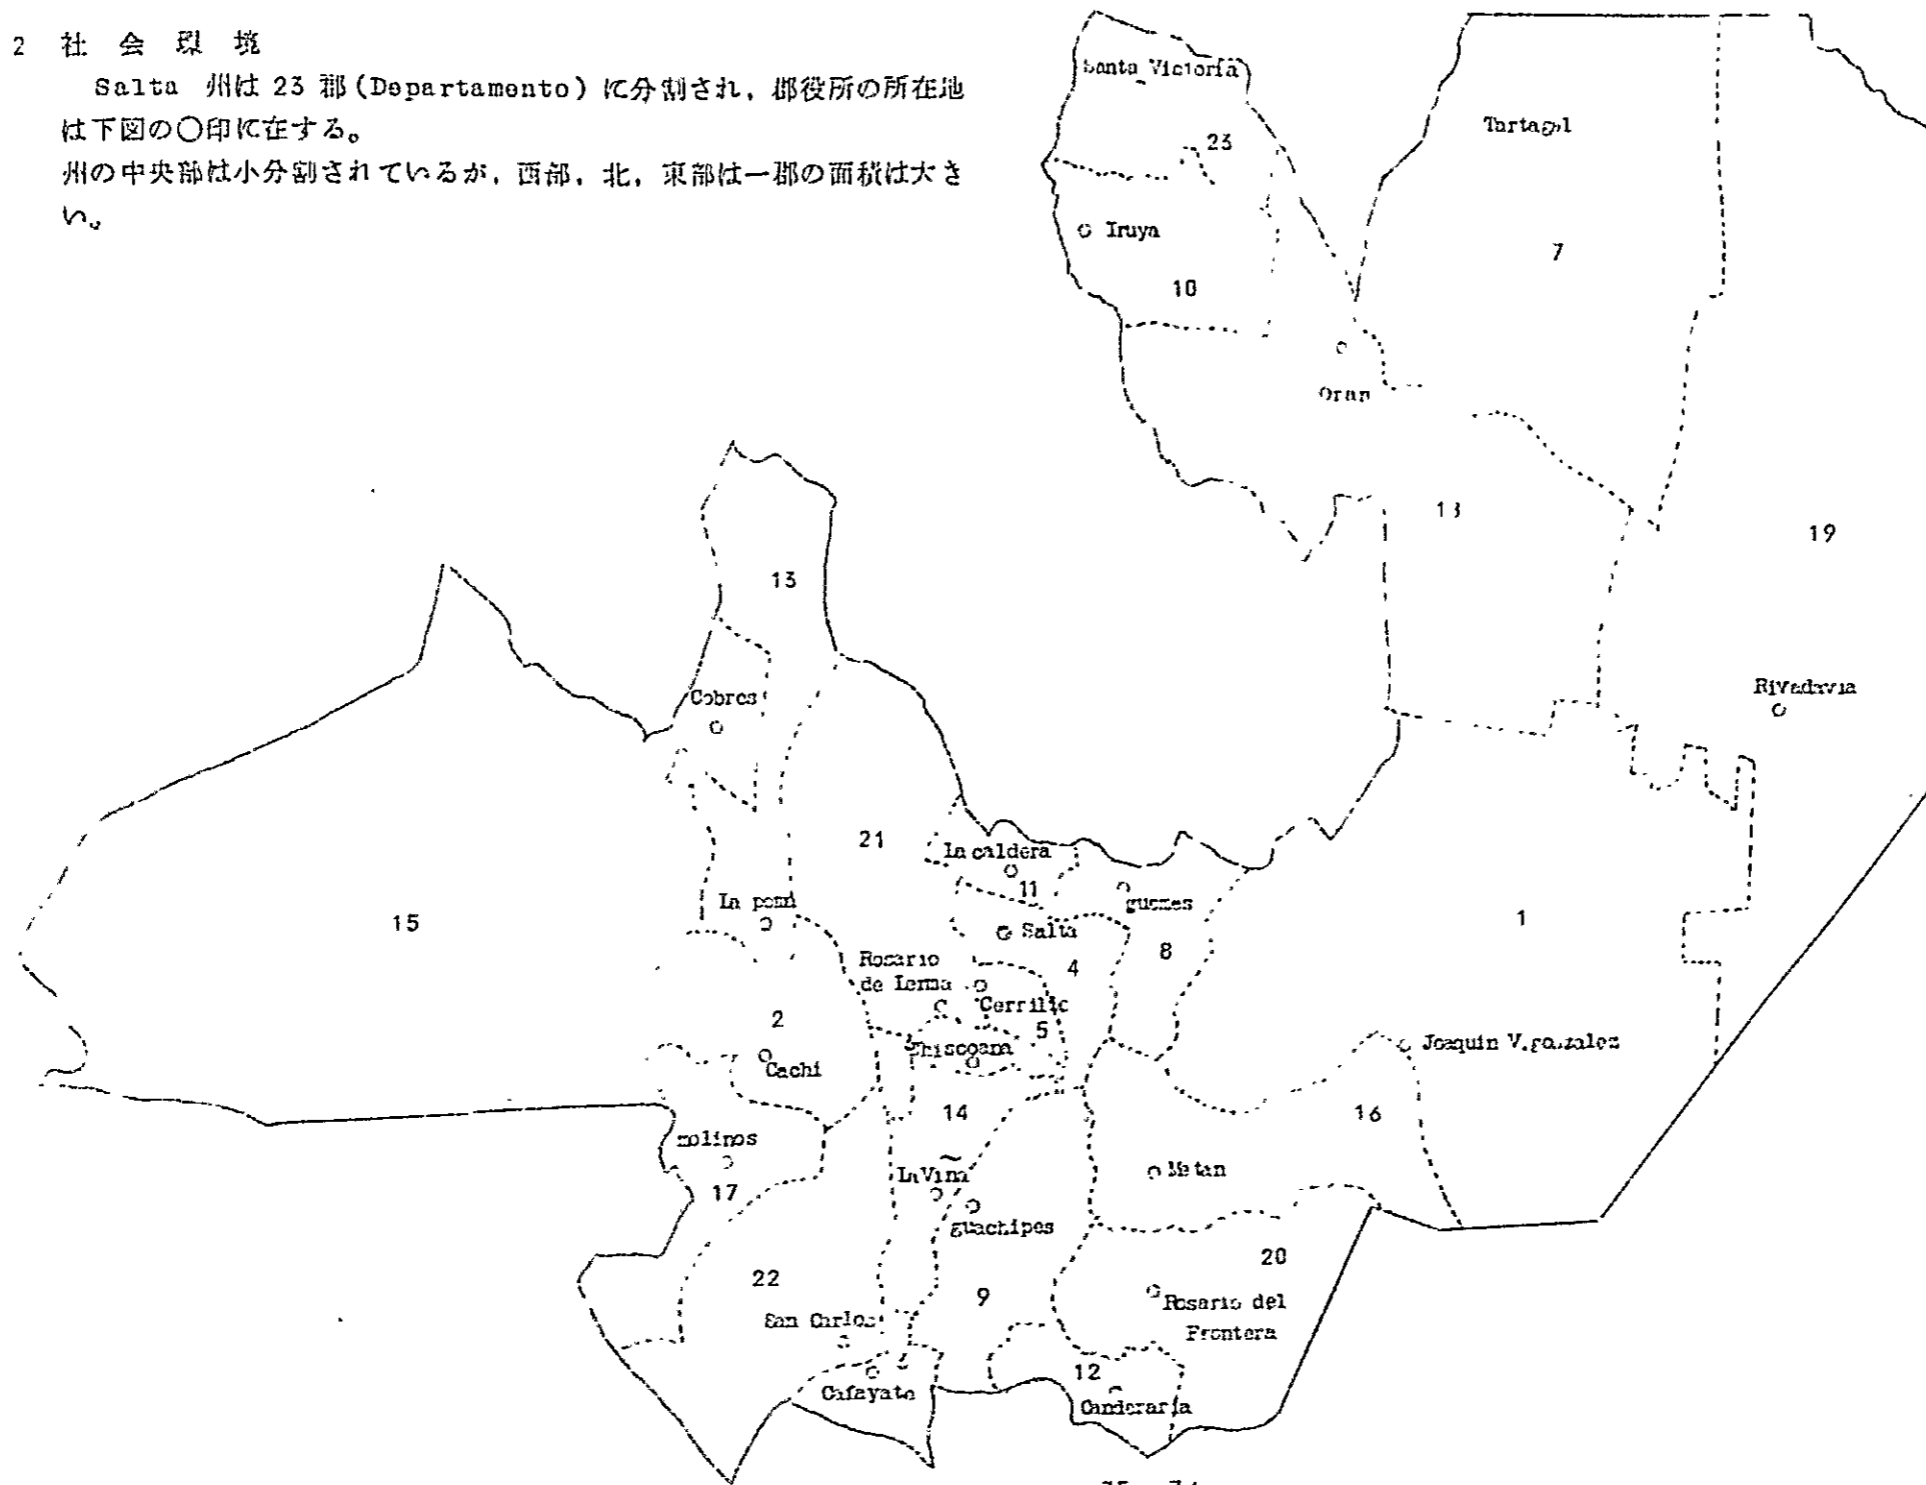 2 社会環境
Salta 州は 23 郡 (Departamento) に分割され, 郡役所の所在地
は下図の〇印に在する。
州の中央部は小分割されているが, 西部, 北, 東部は一郡の面積は大き
い。
Santa Victoria
Tartagal
23
Iruya
7
10
Oran
18
19
13
Rivadavia
Cobres
21
La caldera
11
guemes
La poma
15
1
Salta
8
Rosario
de Lerma
4
Cerrillo
2
5
Joaquin V. gonzalez
Chiscoana
Cachi
14
16
molinos
La Viña
Metan
17
guachipes
20
22
9
Rosario del
Frontera
San Carlos
12
Cafayate
Canderaria